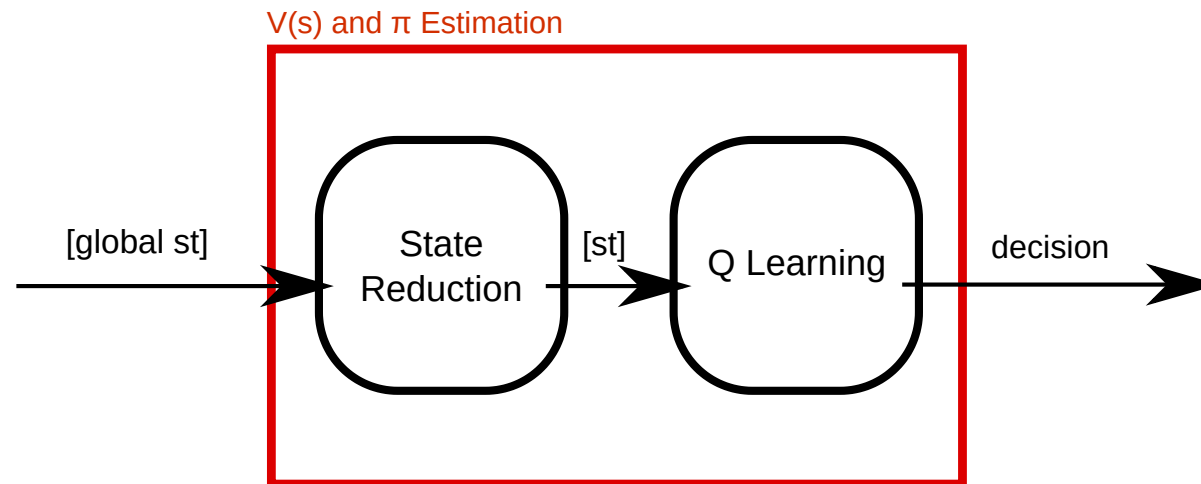 V(s) and π Estimation
[global st]
State
Reduction
[st]
Q Learning
decision